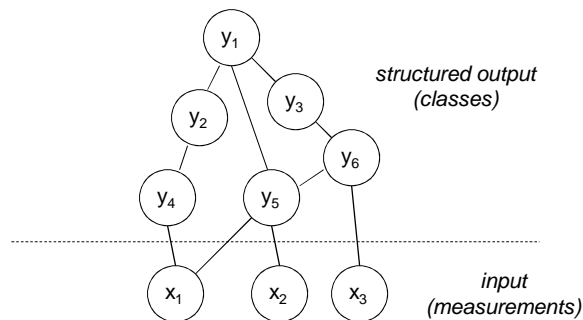 y₁
structured output
(classes)
y₃
y₂
y₆
y₄
y₅
x₁
x₂
x₃
input
(measurements)